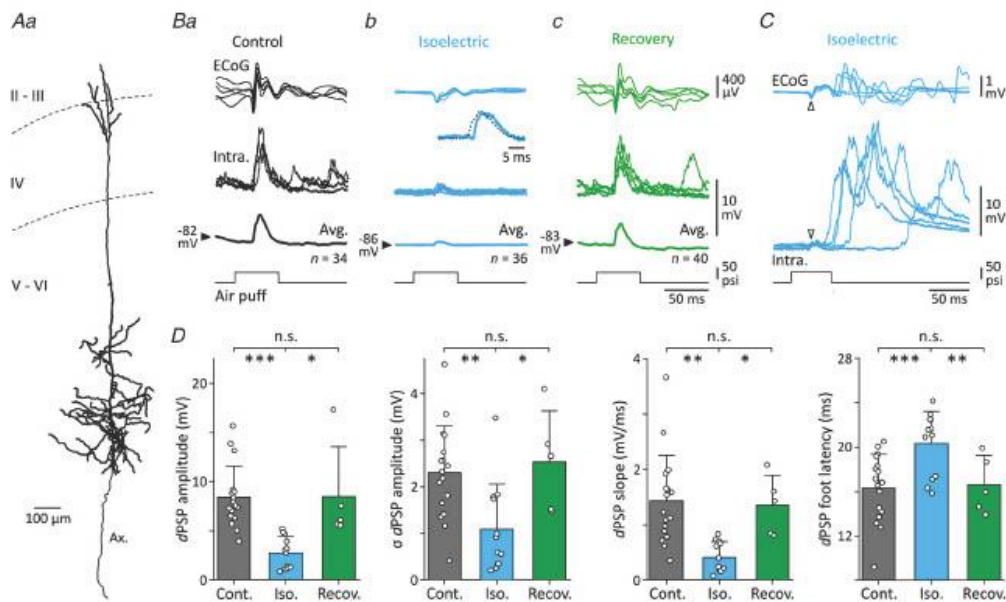 Aa
II - III
IV
V - VI
100 µm
Ax.
Ba
Control
ECoG
Intra.
-82
mV
Avg.
n = 34
Air puff
b
Isoelectric
5 ms
-86
mV
Avg.
n = 36
c
Recovery
400
µV
10
mV
-83
mV
Avg.
n = 40
50
psi
50 ms
C
Isoelectric
ECoG
1
mV
10
mV
Intra.
50
psi
50 ms
D
n.s.
*** *
dPSP amplitude (mV)
20
10
0
Cont. Iso. Recov.
n.s.
** *
σ dPSP amplitude (mV)
4
2
0
Cont. Iso. Recov.
n.s.
** *
dPSP slope (mV/ms)
4
2
0
Cont. Iso. Recov.
n.s.
*** **
dPSP foot latency (ms)
28
20
12
Cont. Iso. Recov.